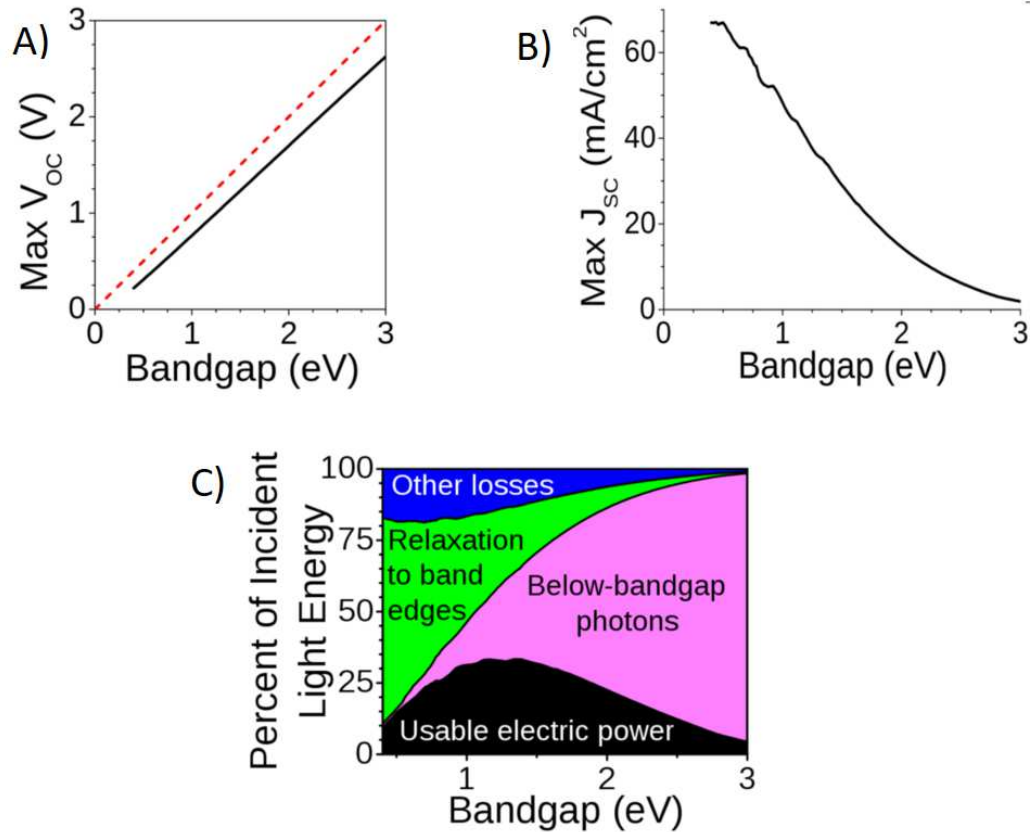 A)
Max V_OC (V)
3
2
1
0
0 1 2 3
Bandgap (eV)
B)
Max J_SC (mA/cm²)
60
40
20
0
0 1 2 3
Bandgap (eV)
C)
Percent of Incident
Light Energy
100
75
50
25
0
Other losses
Relaxation
to band
edges
Below-bandgap
photons
Usable electric power
1 2 3
Bandgap (eV)